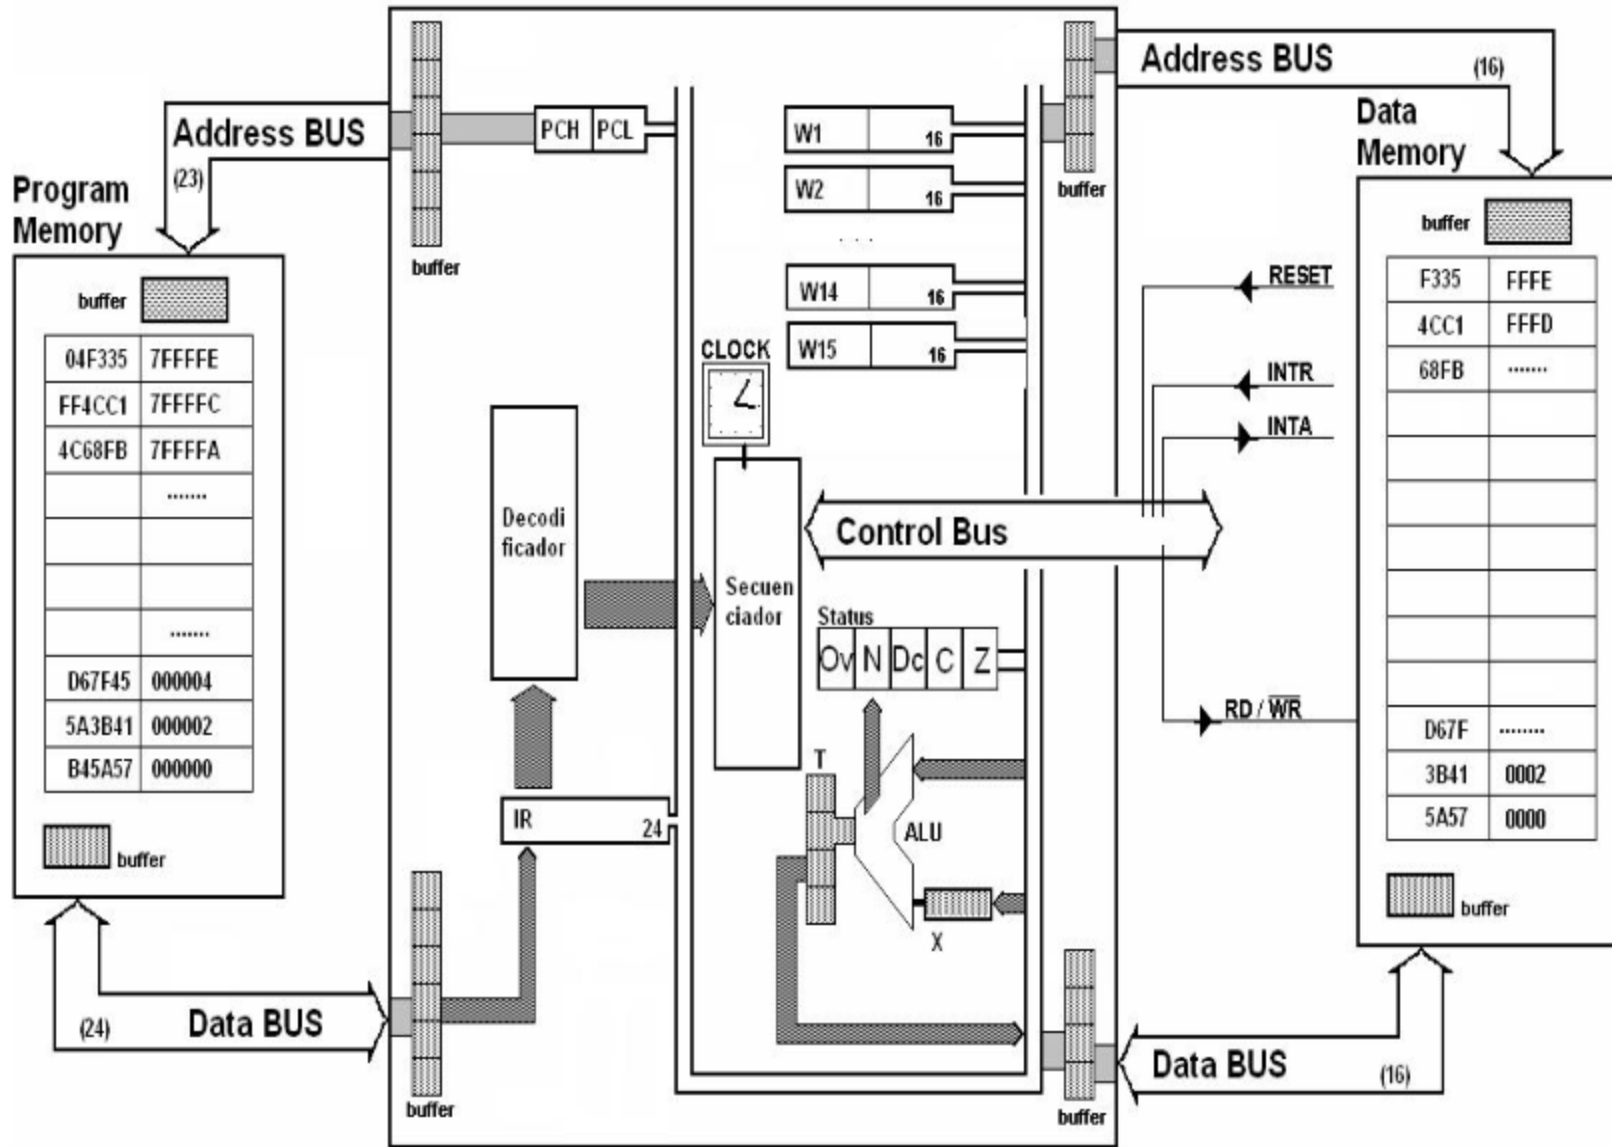 Address BUS
(23)
Program
Memory
buffer
04F335 7FFFFE
FF4CC1 7FFFFC
4C68FB 7FFFFA
.......
.......
D67F45 000004
5A3B41 000002
B45A57 000000
buffer
(24)
Data BUS
buffer
PCH PCL
W1 16
W2 16
. . .
W14 16
W15 16
CLOCK
Decodi
ficador
Secuen
ciador
Control Bus
Status
Ov N Dc C Z
T
ALU
X
IR 24
buffer
buffer
Address BUS
(16)
Data
Memory
buffer
F335 FFFE
4CC1 FFFD
68FB .......
D67F ........
3B41 0002
5A57 0000
buffer
RESET
INTR
INTA
RD / WR
Data BUS
(16)
buffer